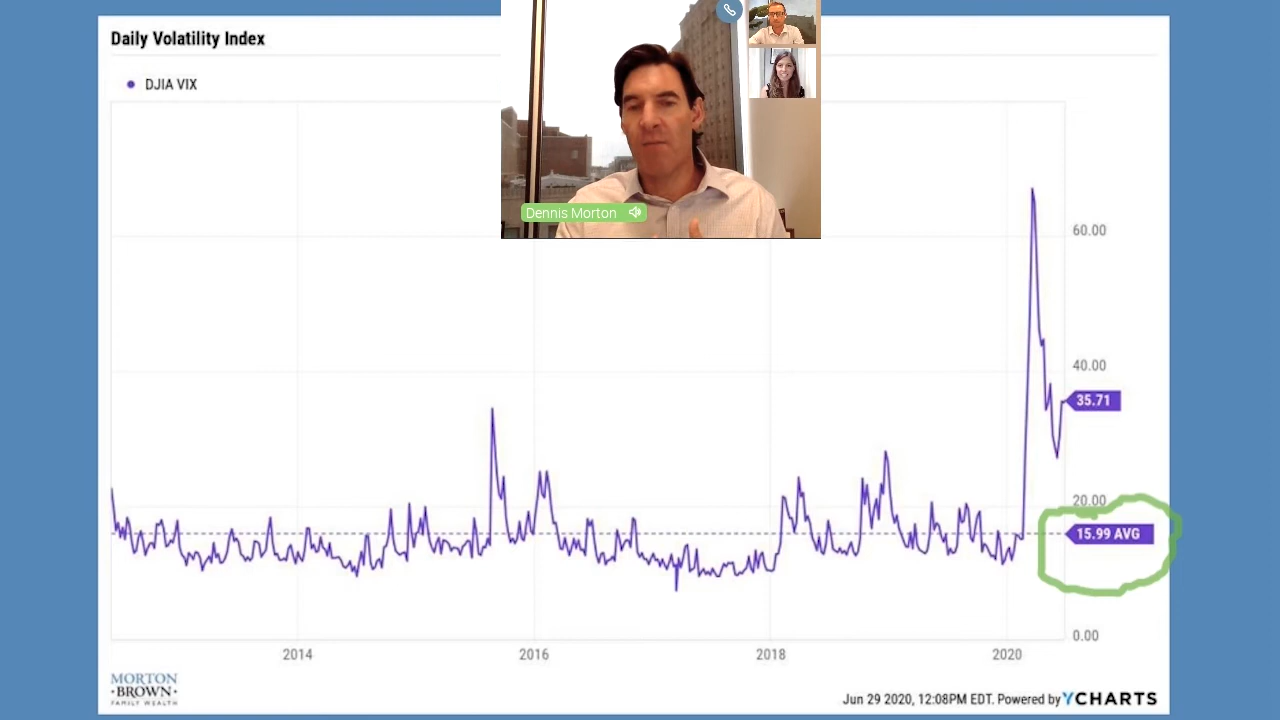 Daily Volatility Index
DJIA VIX
Dennis Morton
60.00
40.00
35.71
20.00
15.99 AVG
0.00
2014 2016 2018 2020
MORTON
·BROWN·
FAMILY WEALTH
Jun 29 2020, 12:08PM EDT. Powered by YCHARTS